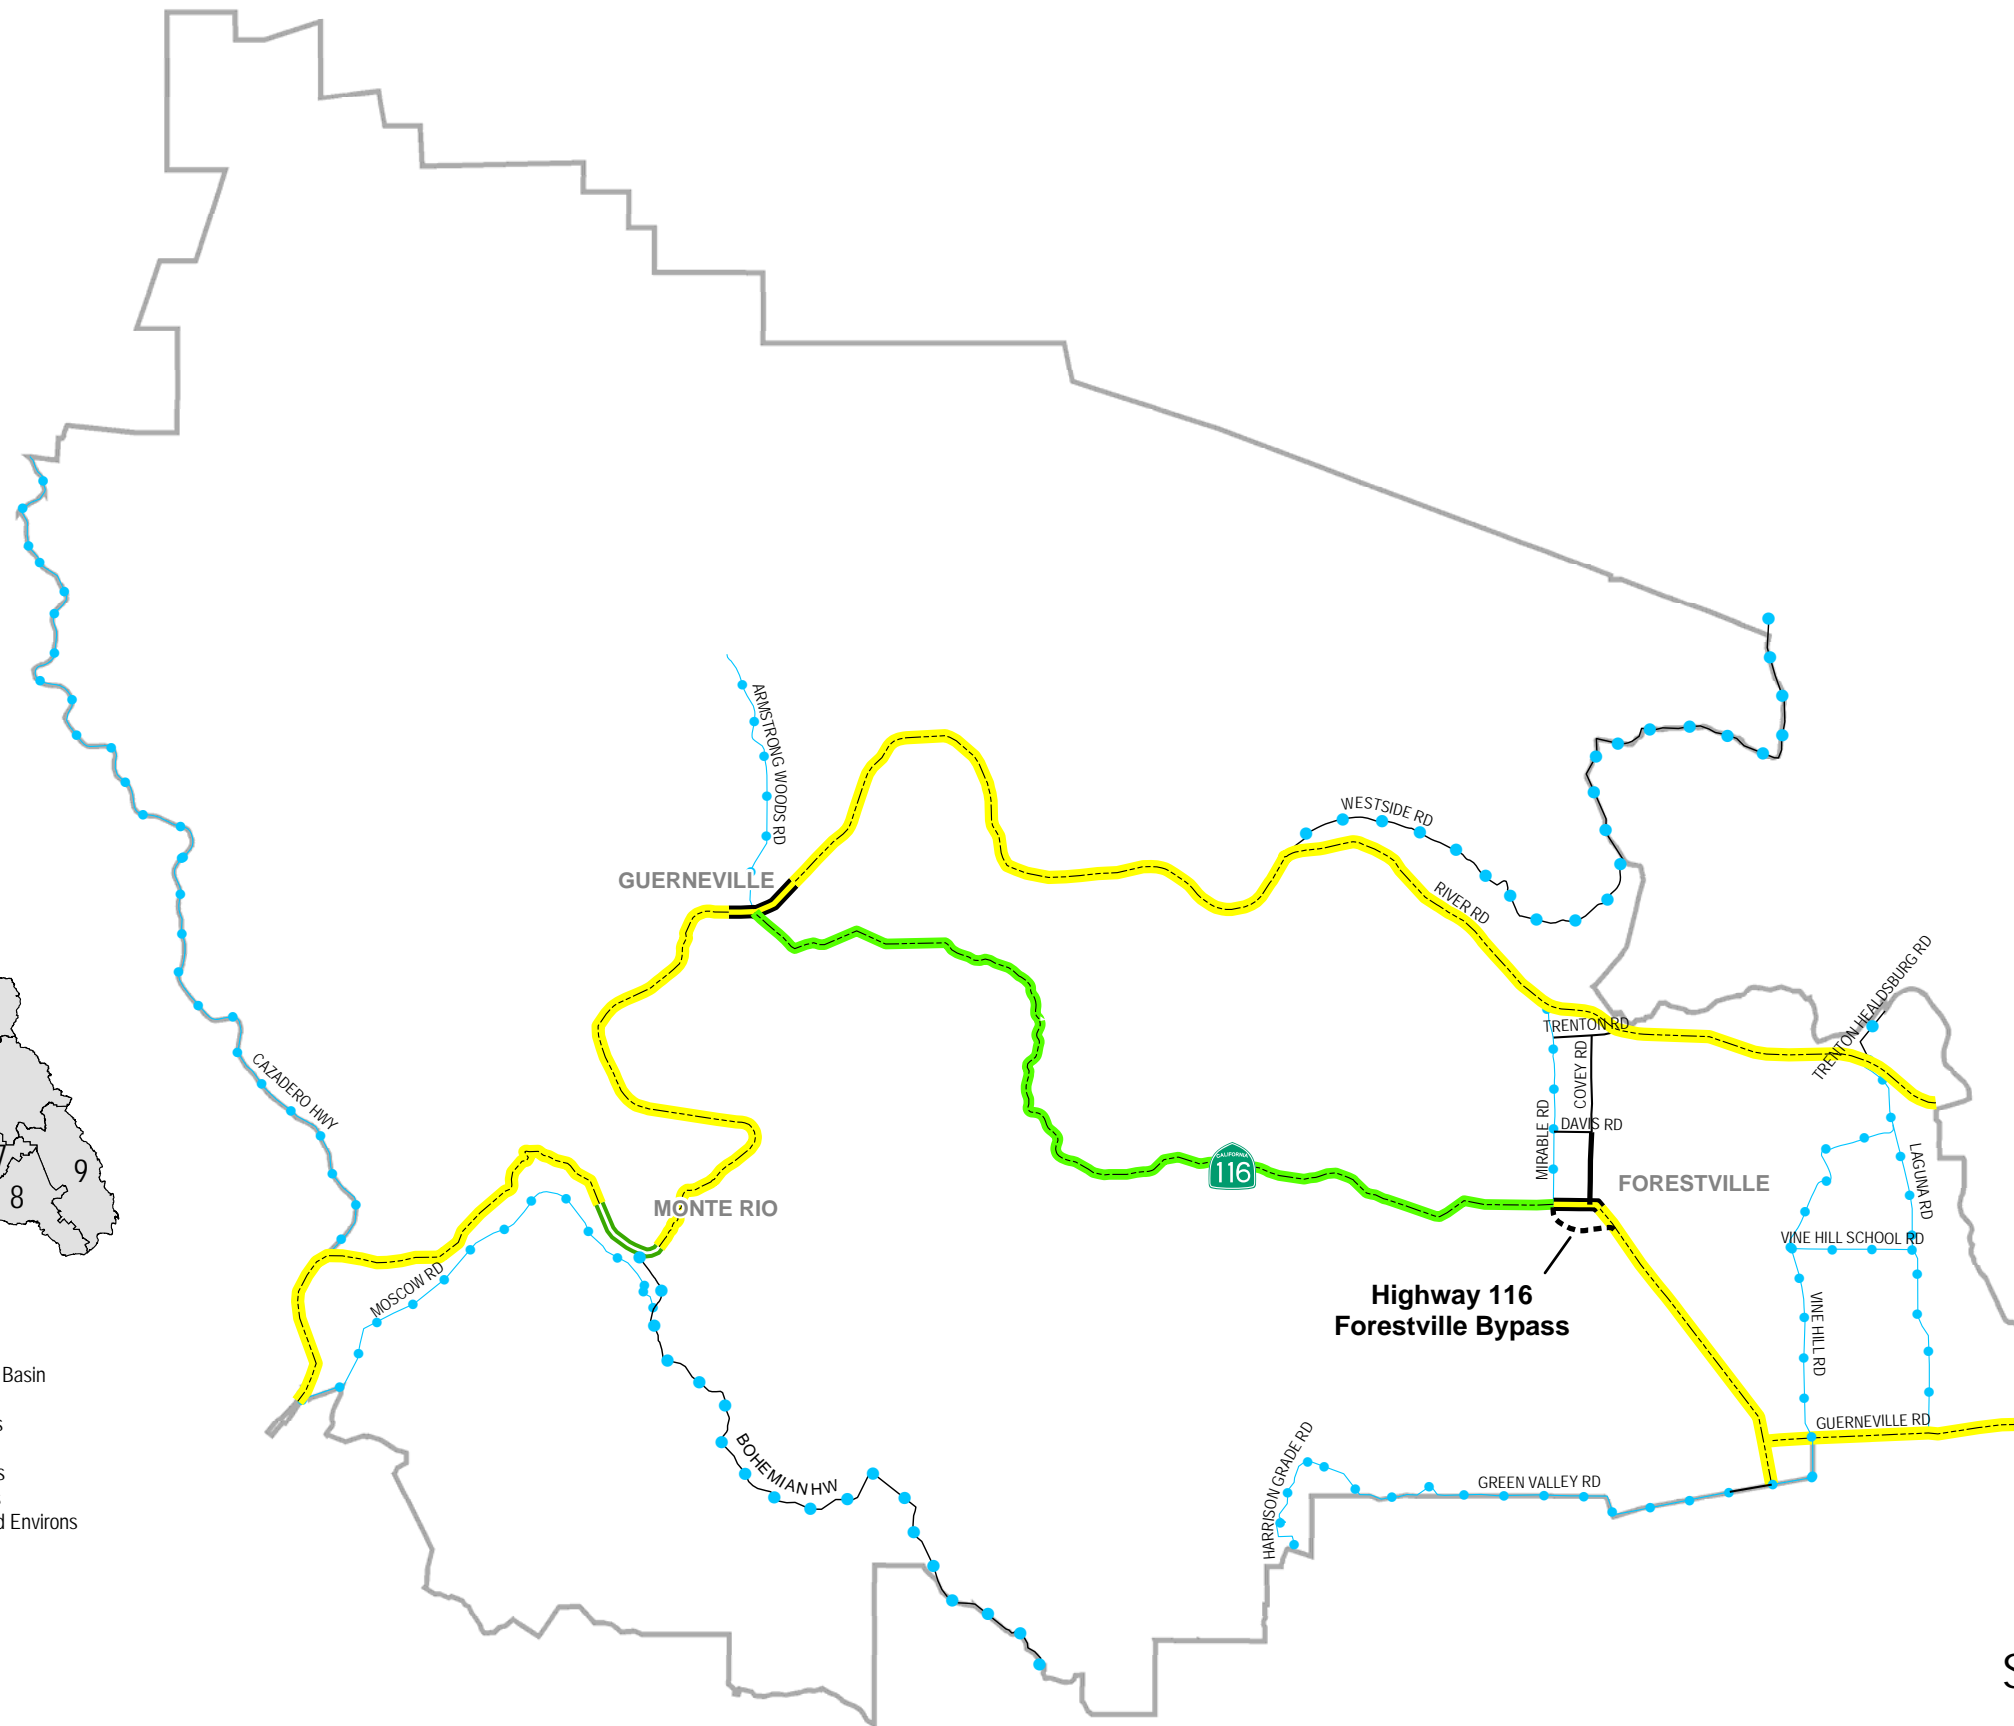 ARMSTRONG WOODS RD
WESTSIDE RD
GUERNEVILLE
RIVER RD
TRENTON HEALDSBURG RD
TRENTON RD
COVEY RD
CAZADERO HWY
MIRABLE RD
DAVIS RD
LAGUNA RD
CALIFORNIA
116
FORESTVILLE
9
8
MONTE RIO
VINE HILL SCHOOL RD
MOSCOW RD
Highway 116
Forestville Bypass
VINE HILL RD
Basin
s
GUERNEVILLE RD
BOHEMIAN HW
HARRISON GRADE RD
GREEN VALLEY RD
s
d Environs
S